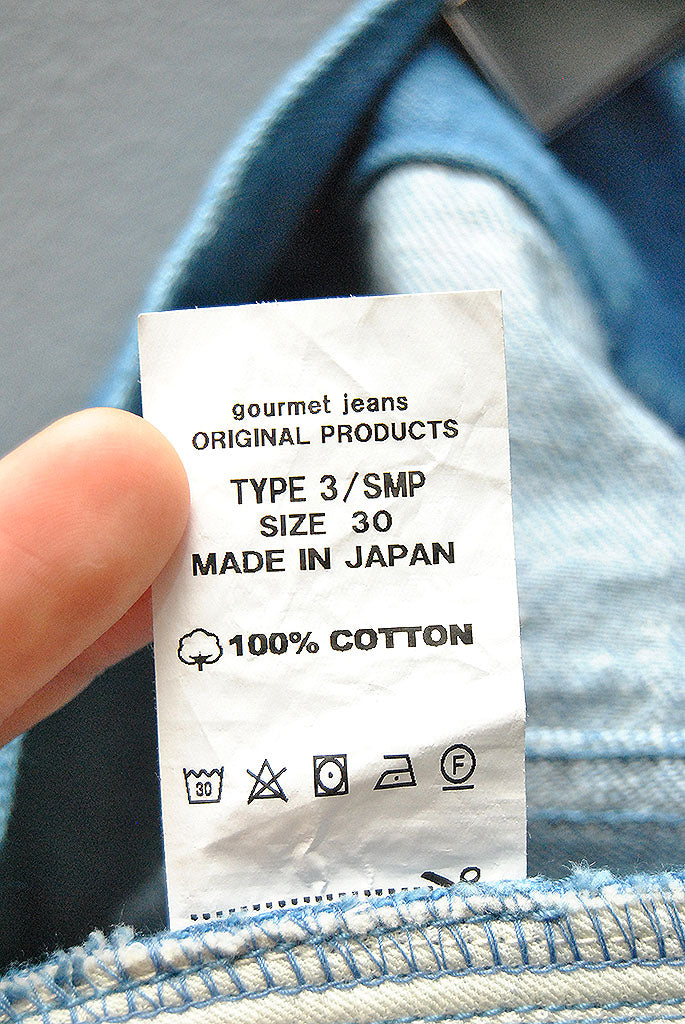 gourmet jeans
ORIGINAL PRODUCTS
TYPE 3/SMP
SIZE 30
MADE IN JAPAN
100% COTTON
30 F